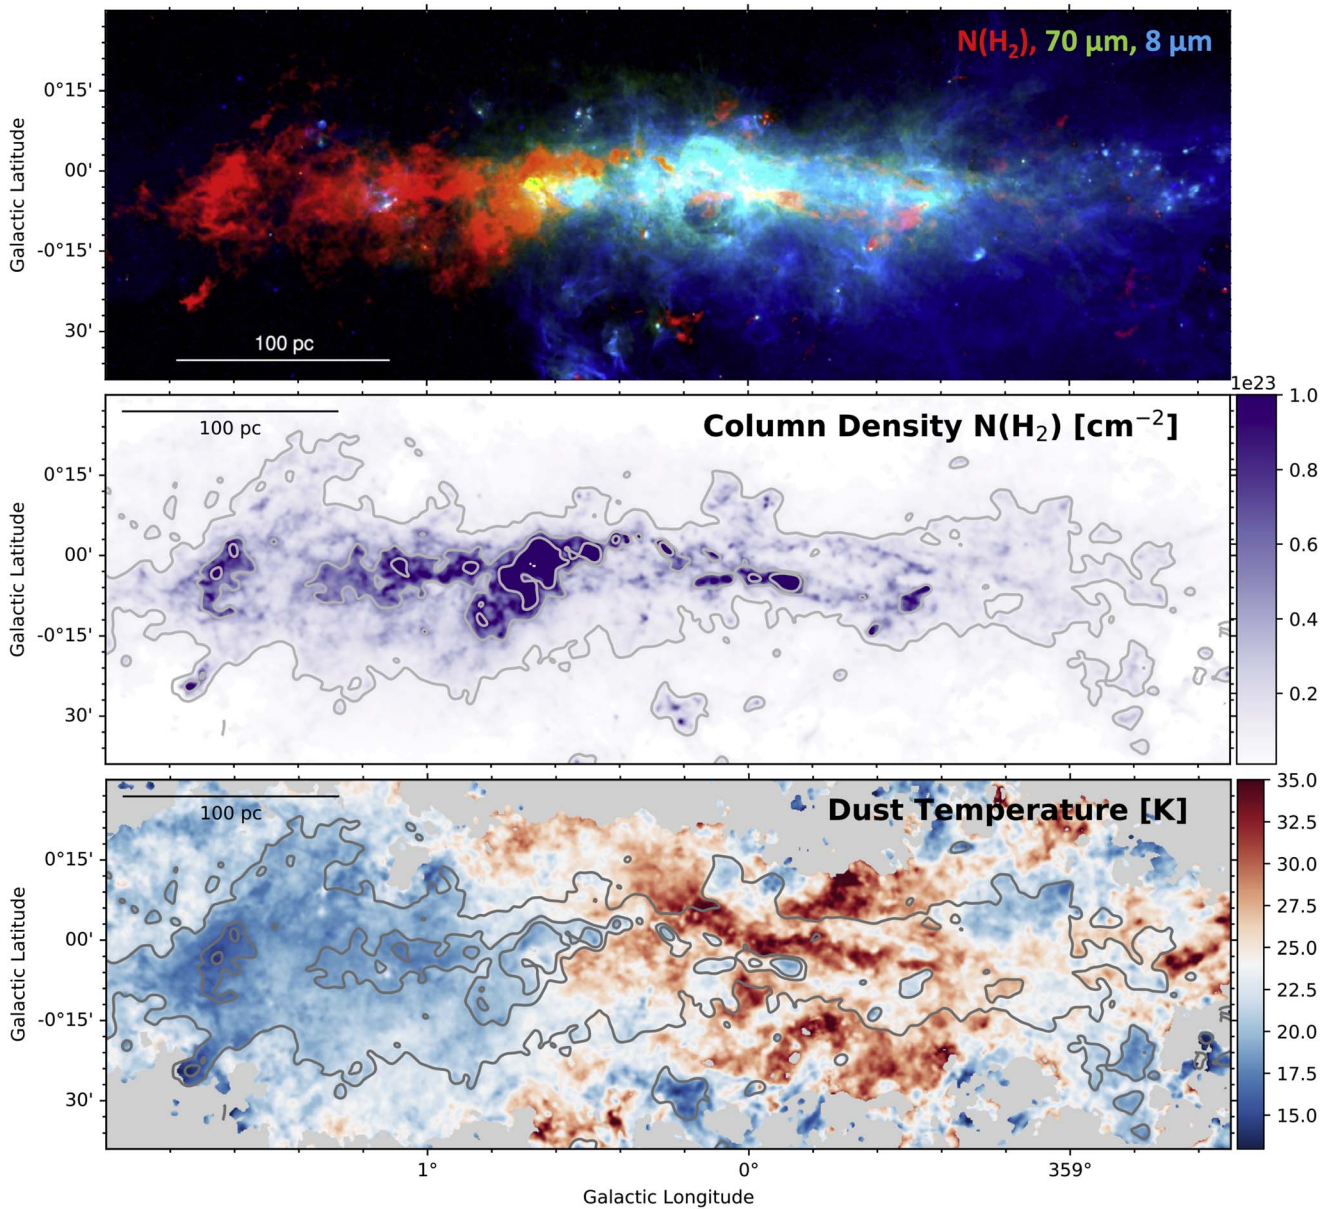 N(H₂), 70 µm, 8 µm
0°15'
00'
-0°15'
30'
Galactic Latitude
100 pc
1e23
100 pc
Column Density N(H₂) [cm⁻²]
0°15'
00'
-0°15'
30'
Galactic Latitude
1.0
0.8
0.6
0.4
0.2
100 pc
Dust Temperature [K]
0°15'
00'
-0°15'
30'
Galactic Latitude
35.0
32.5
30.0
27.5
25.0
22.5
20.0
17.5
15.0
1°
0°
359°
Galactic Longitude